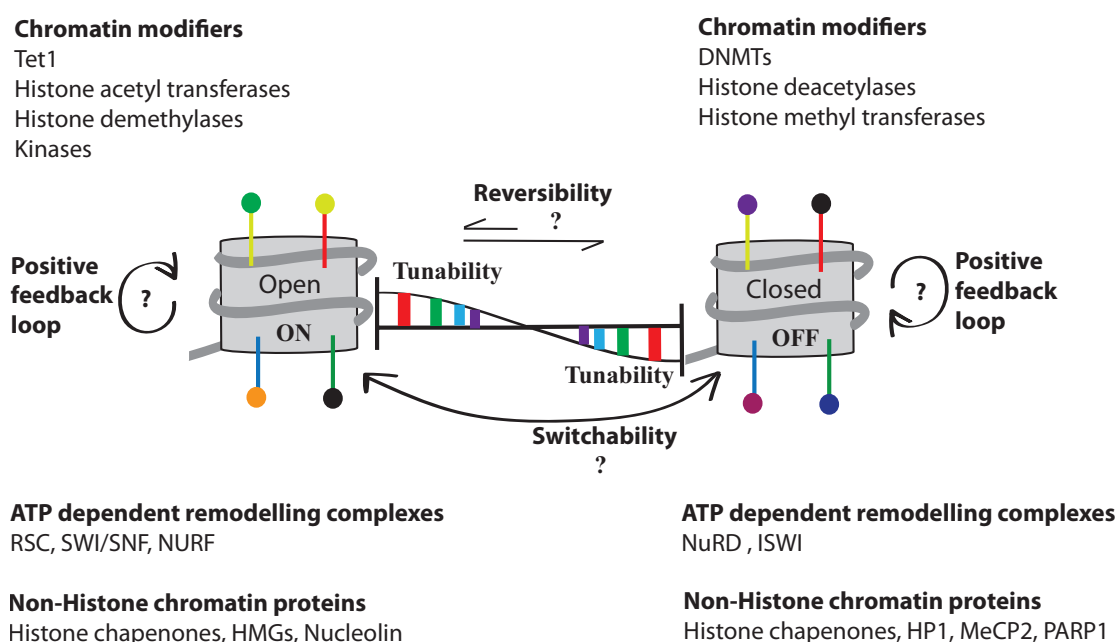 Chromatin modifiers
Tet1
Histone acetyl transferases
Histone demethylases
Kinases
Chromatin modifiers
DNMTs
Histone deacetylases
Histone methyl transferases
Reversibility
?
Positive
feedback
loop
?
Open
ON
Tunability
Tunability
Closed
OFF
?
Positive
feedback
loop
Switchability
?
ATP dependent remodelling complexes
RSC, SWI/SNF, NURF
ATP dependent remodelling complexes
NuRD , ISWI
Non-Histone chromatin proteins
Histone chapenones, HMGs, Nucleolin
Non-Histone chromatin proteins
Histone chapenones, HP1, MeCP2, PARP1